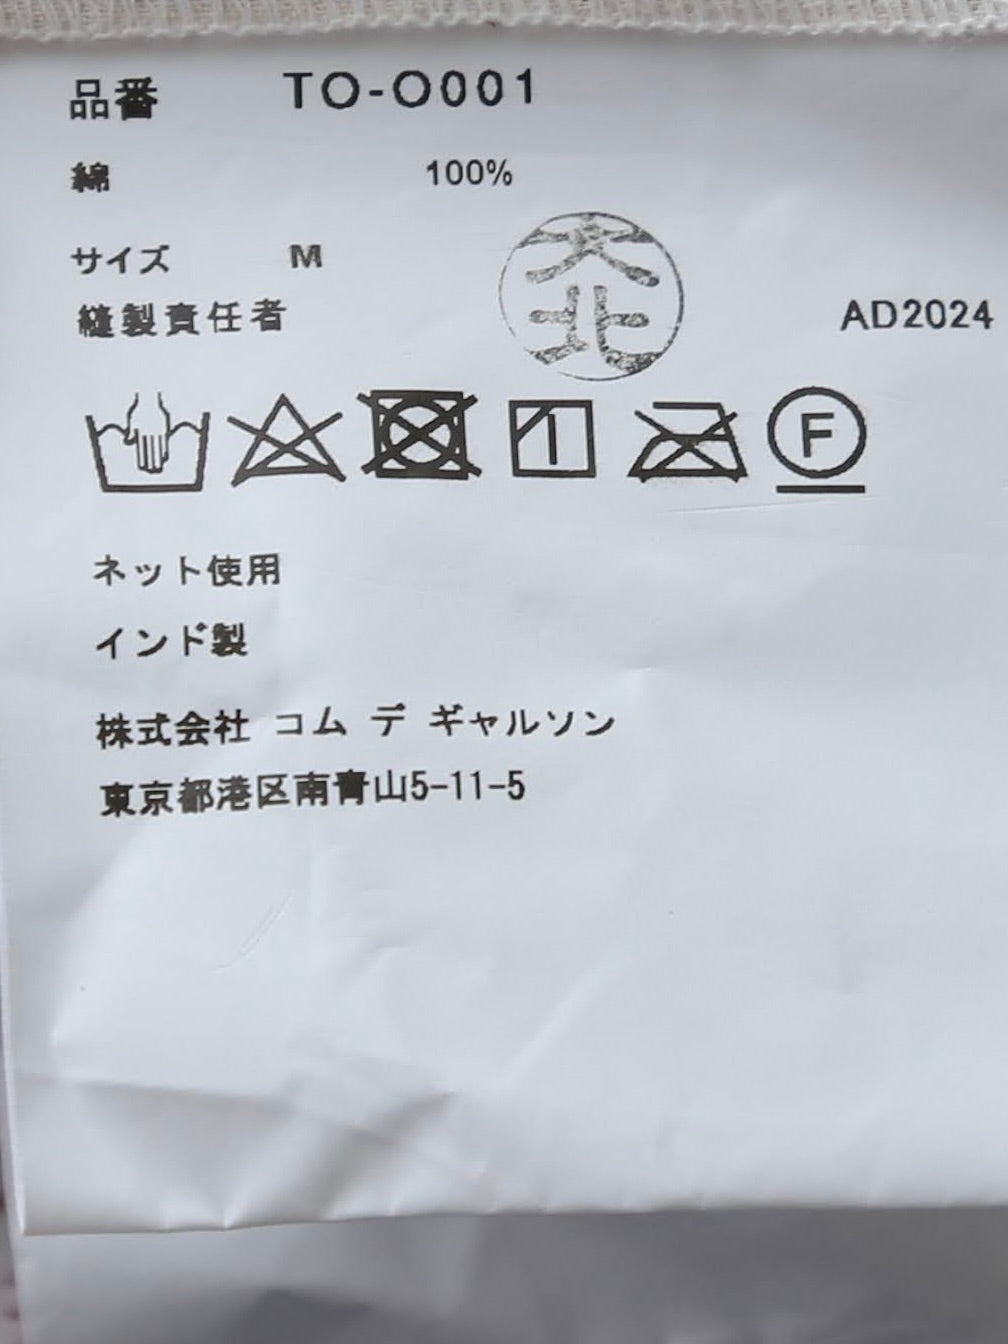 品番 TO-O001
綿 100%
サイズ M
縫製責任者 大北 AD2024
F
ネット使用
インド製
株式会社 コム デ ギャルソン
東京都港区南青山5-11-5